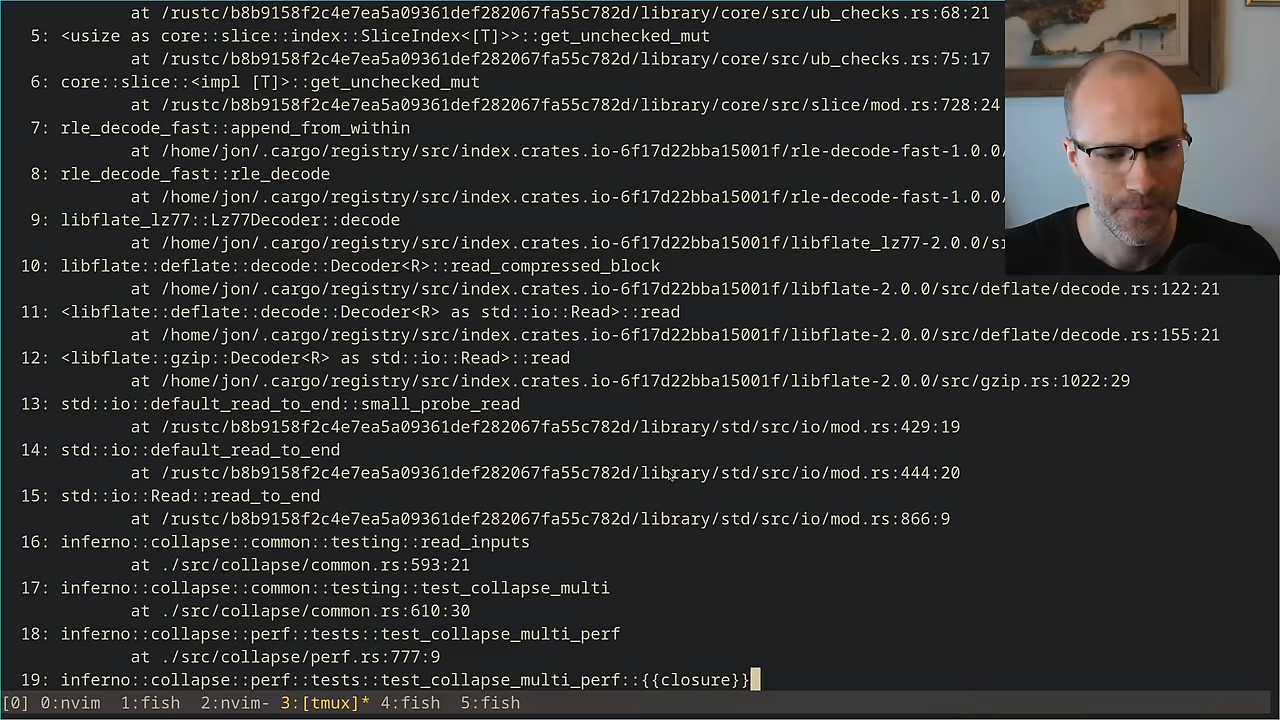 at /rustc/b8b9158f2c4e7ea5a09361def282067fa55c782d/library/core/src/ub_checks.rs:68:21
5: <usize as core::slice::index::SliceIndex<[T]>>::get_unchecked_mut
at /rustc/b8b9158f2c4e7ea5a09361def282067fa55c782d/library/core/src/ub_checks.rs:75:17
6: core::slice::<impl [T]>::get_unchecked_mut
at /rustc/b8b9158f2c4e7ea5a09361def282067fa55c782d/library/core/src/slice/mod.rs:728:24
7: rle_decode_fast::append_from_within
at /home/jon/.cargo/registry/src/index.crates.io-6f17d22bba15001f/rle-decode-fast-1.0.0/
8: rle_decode_fast::rle_decode
at /home/jon/.cargo/registry/src/index.crates.io-6f17d22bba15001f/rle-decode-fast-1.0.0/
9: libflate_lz77::Lz77Decoder::decode
at /home/jon/.cargo/registry/src/index.crates.io-6f17d22bba15001f/libflate_lz77-2.0.0/sr
10: libflate::deflate::decode::Decoder<R>::read_compressed_block
at /home/jon/.cargo/registry/src/index.crates.io-6f17d22bba15001f/libflate-2.0.0/src/deflate/decode.rs:122:21
11: <libflate::deflate::decode::Decoder<R> as std::io::Read>::read
at /home/jon/.cargo/registry/src/index.crates.io-6f17d22bba15001f/libflate-2.0.0/src/deflate/decode.rs:155:21
12: <libflate::gzip::Decoder<R> as std::io::Read>::read
at /home/jon/.cargo/registry/src/index.crates.io-6f17d22bba15001f/libflate-2.0.0/src/gzip.rs:1022:29
13: std::io::default_read_to_end::small_probe_read
at /rustc/b8b9158f2c4e7ea5a09361def282067fa55c782d/library/std/src/io/mod.rs:429:19
14: std::io::default_read_to_end
at /rustc/b8b9158f2c4e7ea5a09361def282067fa55c782d/library/std/src/io/mod.rs:444:20
15: std::io::Read::read_to_end
at /rustc/b8b9158f2c4e7ea5a09361def282067fa55c782d/library/std/src/io/mod.rs:866:9
16: inferno::collapse::common::testing::read_inputs
at ./src/collapse/common.rs:593:21
17: inferno::collapse::common::testing::test_collapse_multi
at ./src/collapse/common.rs:610:30
18: inferno::collapse::perf::tests::test_collapse_multi_perf
at ./src/collapse/perf.rs:777:9
19: inferno::collapse::perf::tests::test_collapse_multi_perf::{{closure}}
[0] 0:nvim 1:fish 2:nvim- 3:[tmux]* 4:fish 5:fish